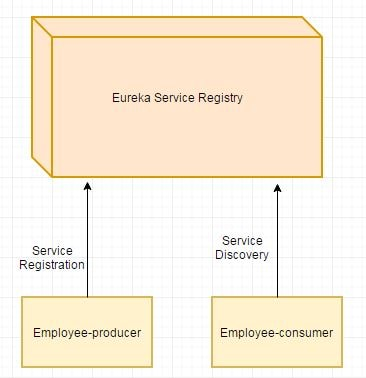 Eureka Service Registry
Service
Registration
Service
Discovery
Employee-producer
Employee-consumer